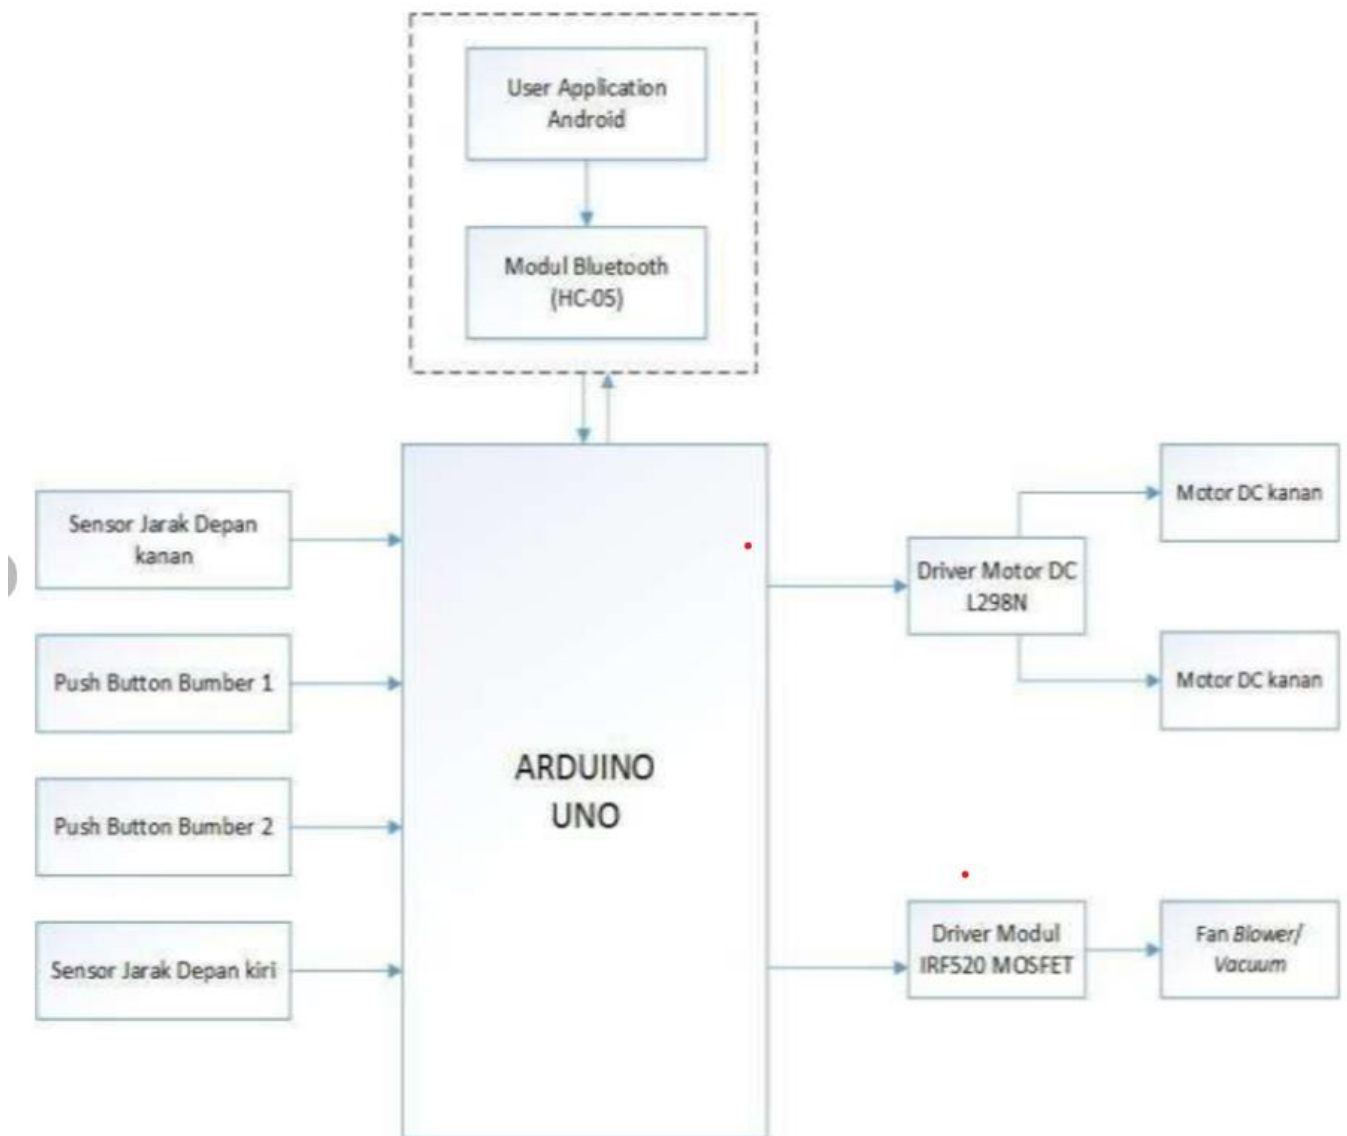 User Application
Android
Modul Bluetooth
(HC-05)
Sensor Jarak Depan
kanan
Push Button Bumber 1
Push Button Bumber 2
Sensor Jarak Depan kiri
ARDUINO
UNO
Driver Motor DC
L298N
Motor DC kanan
Motor DC kanan
Driver Modul
IRF520 MOSFET
Fan Blower/
Vacuum